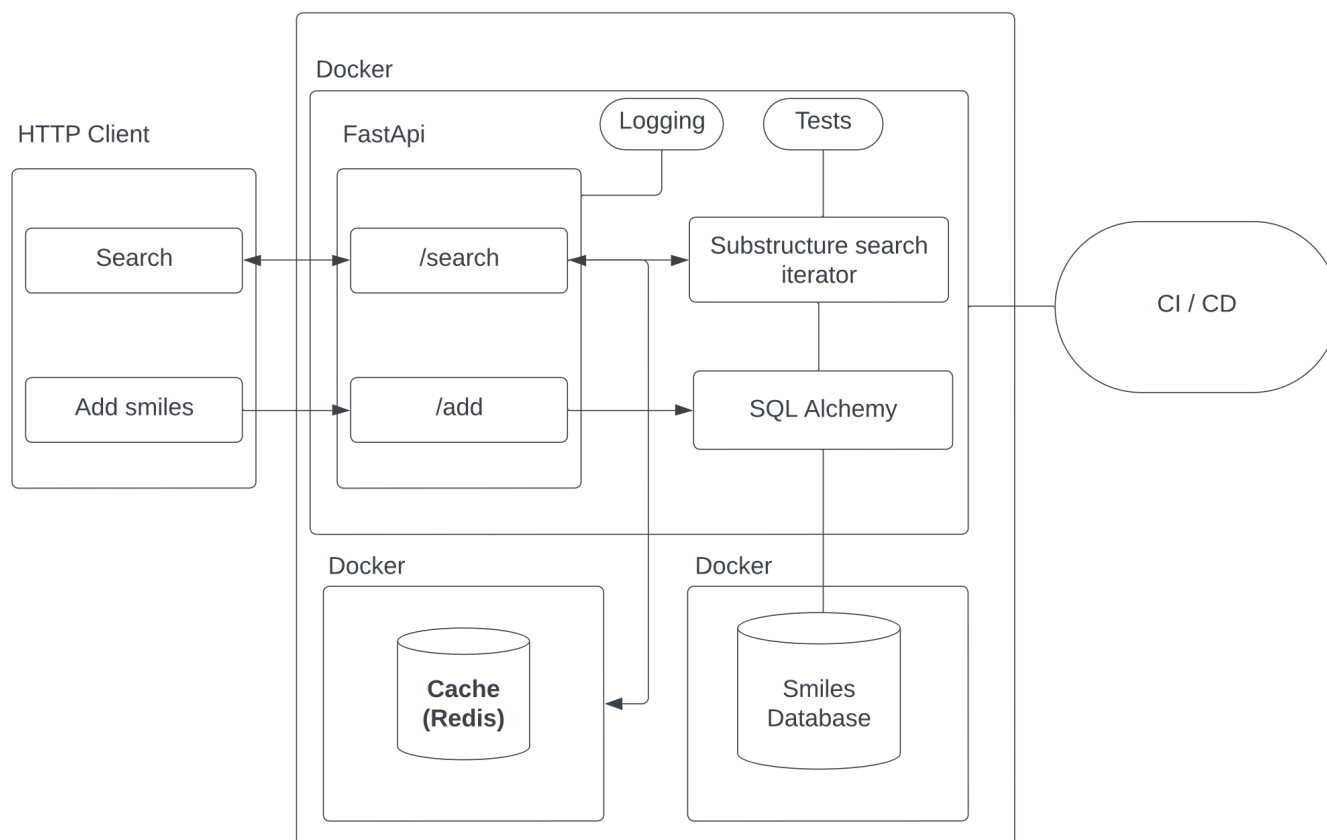 Docker
HTTP Client
FastApi
Logging
Tests
Search
/search
Substructure search
iterator
CI / CD
Add smiles
/add
SQL Alchemy
Docker
Docker
Cache
(Redis)
Smiles
Database